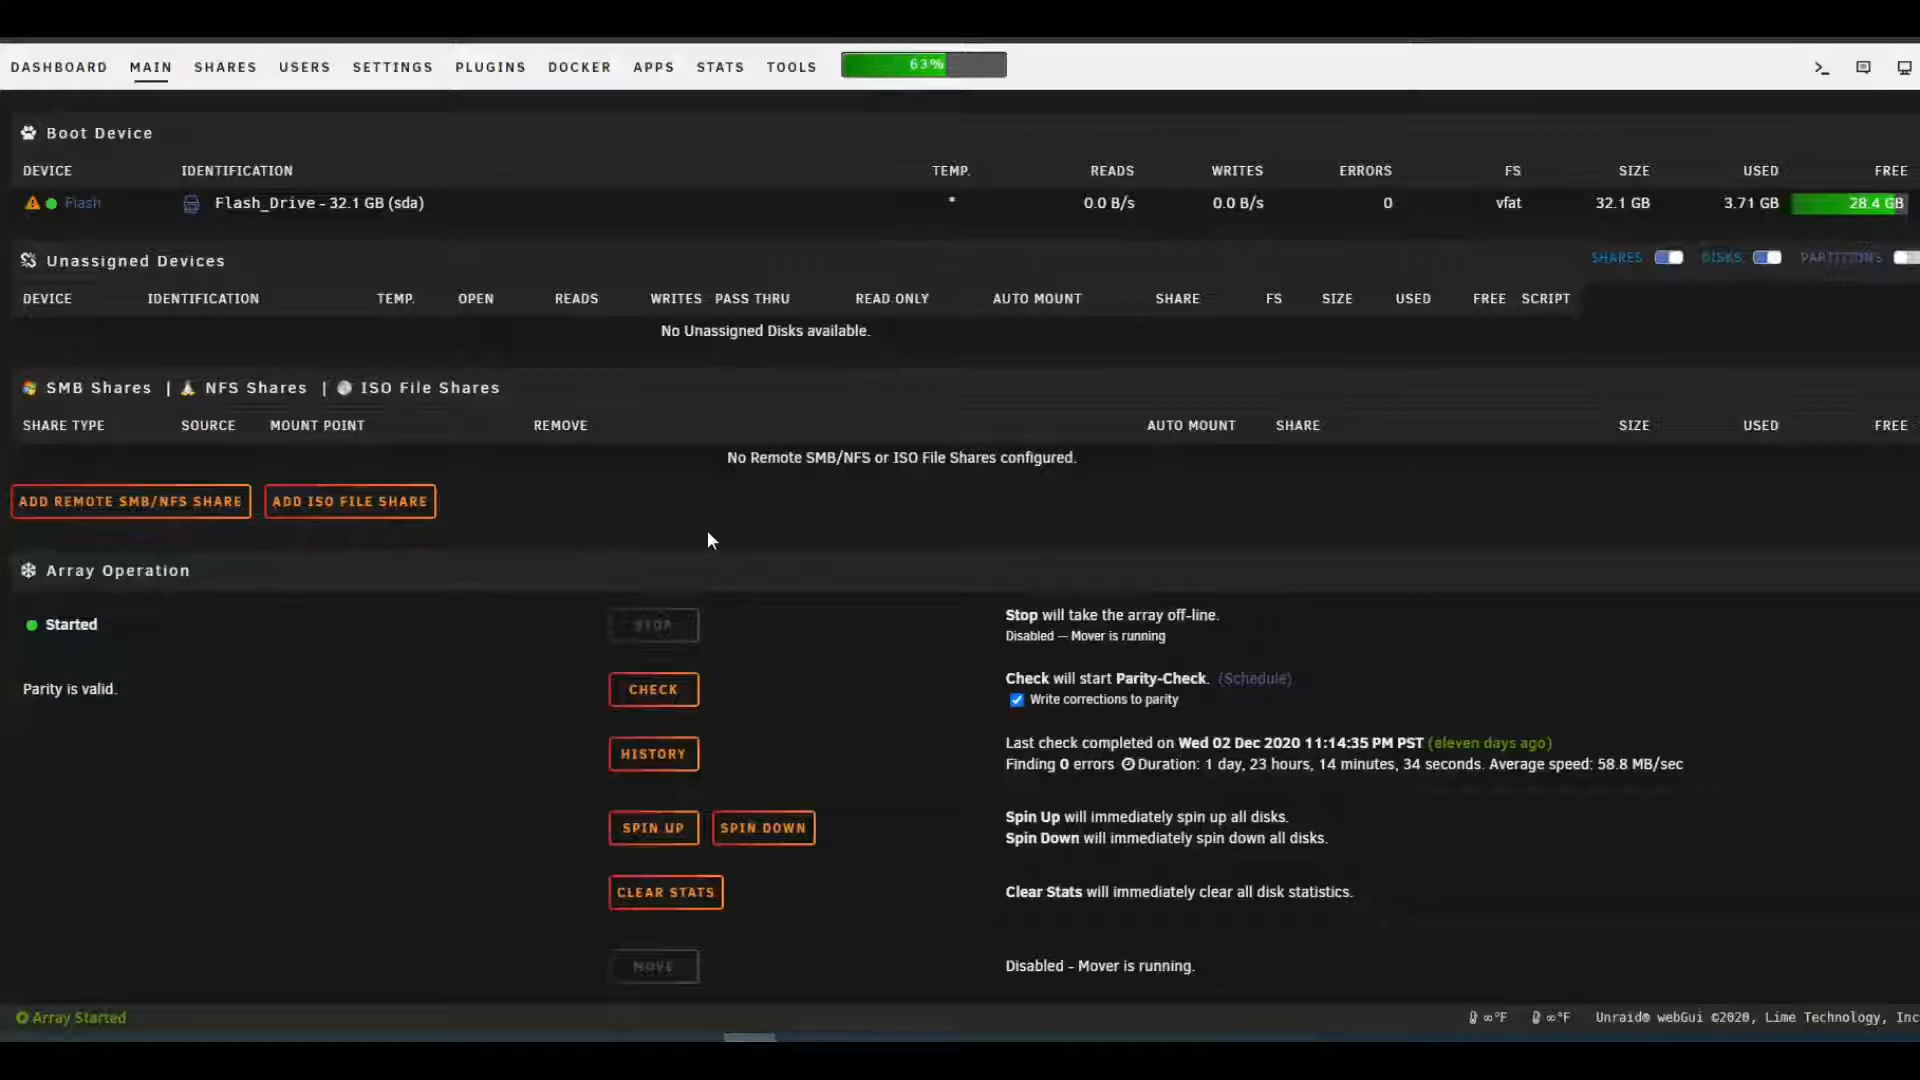 DASHBOARD MAIN SHARES USERS SETTINGS PLUGINS DOCKER APPS STATS TOOLS 63%
Boot Device
DEVICE IDENTIFICATION TEMP. READS WRITES ERRORS FS SIZE USED FREE
Flash Flash_Drive - 32.1 GB (sda) * 0.0 B/s 0.0 B/s 0 vfat 32.1 GB 3.71 GB 28.4 GB
Unassigned Devices SHARES DISKS PARTITIONS
DEVICE IDENTIFICATION TEMP. OPEN READS WRITES PASS THRU READ ONLY AUTO MOUNT SHARE FS SIZE USED FREE SCRIPT
No Unassigned Disks available.
SMB Shares | NFS Shares | ISO File Shares
SHARE TYPE SOURCE MOUNT POINT REMOVE AUTO MOUNT SHARE SIZE USED FREE
No Remote SMB/NFS or ISO File Shares configured.
ADD REMOTE SMB/NFS SHARE ADD ISO FILE SHARE
Array Operation
Started STOP Stop will take the array off-line.
Disabled -- Mover is running
Parity is valid. CHECK Check will start Parity-Check. (Schedule)
Write corrections to parity
HISTORY Last check completed on Wed 02 Dec 2020 11:14:35 PM PST (eleven days ago)
Finding 0 errors Duration: 1 day, 23 hours, 14 minutes, 34 seconds. Average speed: 58.8 MB/sec
SPIN UP SPIN DOWN Spin Up will immediately spin up all disks.
Spin Down will immediately spin down all disks.
CLEAR STATS Clear Stats will immediately clear all disk statistics.
MOVE Disabled - Mover is running.
Array Started ∞°F ∞°F Unraid® webGui ©2020, Lime Technology, Inc